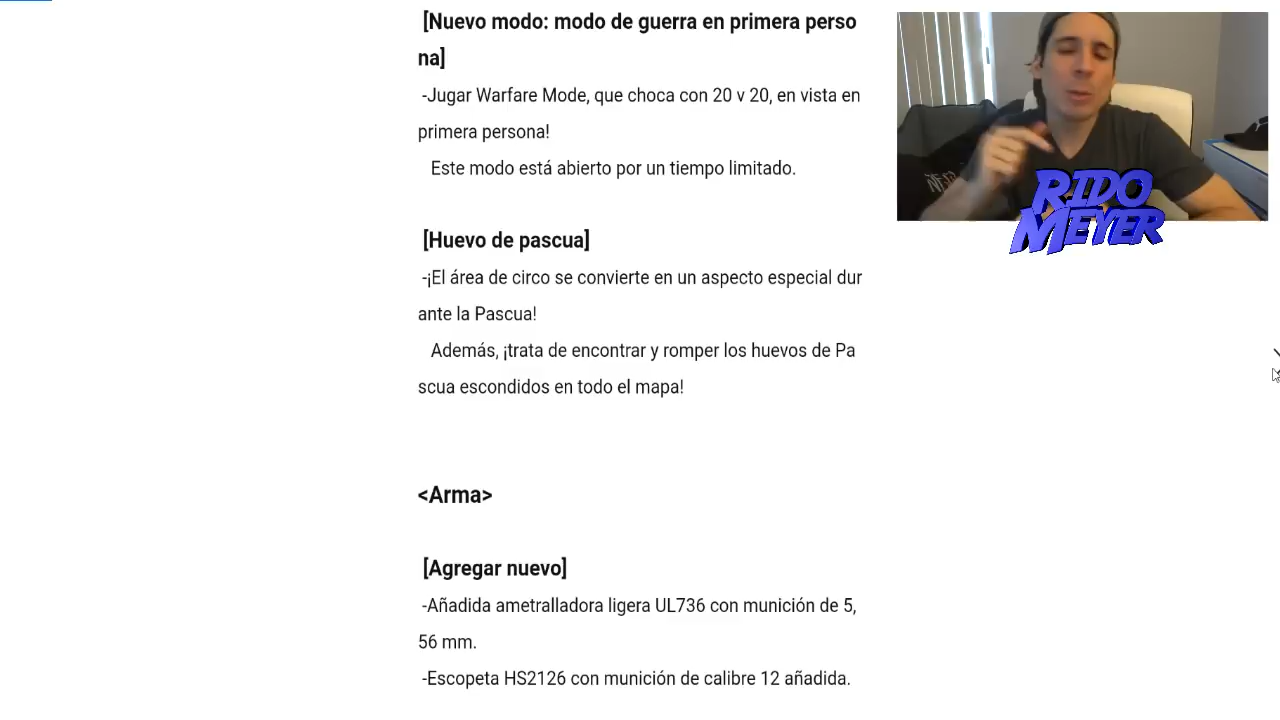 [Nuevo modo: modo de guerra en primera perso
na]
-Jugar Warfare Mode, que choca con 20 v 20, en vista en
primera persona!
Este modo está abierto por un tiempo limitado.
[Huevo de pascua]
-¡El área de circo se convierte en un aspecto especial dur
ante la Pascua!
Además, ¡trata de encontrar y romper los huevos de Pa
scua escondidos en todo el mapa!
<Arma>
[Agregar nuevo]
-Añadida ametralladora ligera UL736 con munición de 5,
56 mm.
-Escopeta HS2126 con munición de calibre 12 añadida.
RIDO
MEYER